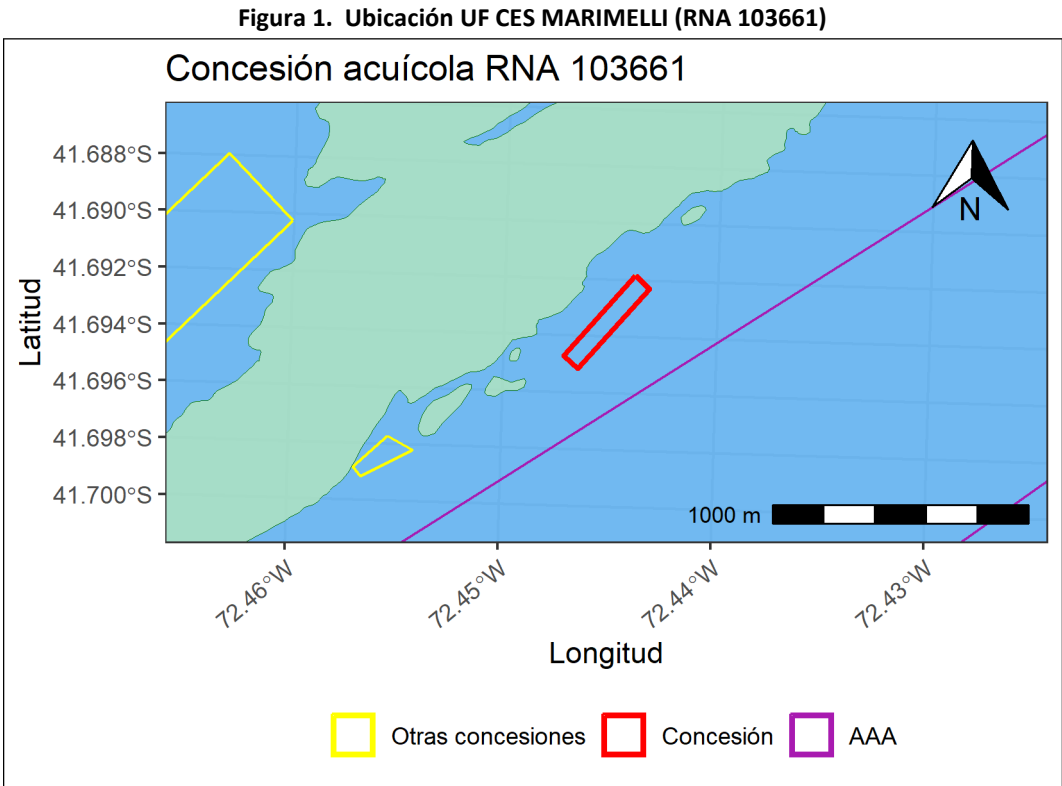 Figura 1. Ubicación UF CES MARIMELLI (RNA 103661)
Concesión acuícola RNA 103661
41.688°S
41.690°S
41.692°S
41.694°S
41.696°S
41.698°S
41.700°S
Latitud
N
1000 m
72.46°W
72.45°W
72.44°W
72.43°W
Longitud
Otras concesiones
Concesión
AAA